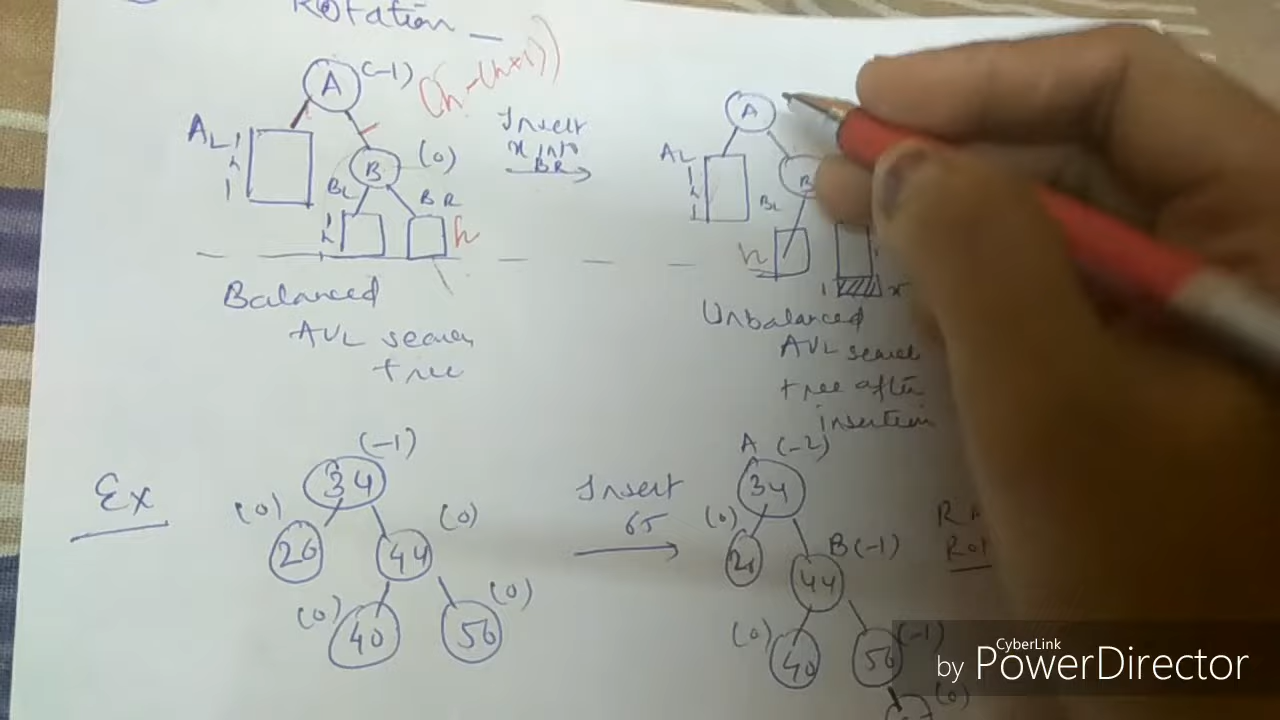 Rotation
A (-1) (h-(h+1))
AL h
B (0)
BL BR
h h
Insert
x into
BR
A
AL h
B
BL
h
x
Balanced
AVL search
tree
Unbalanced
AVL search
tree after
insertion
Ex
34 (-1)
(0) 26
44 (0)
(0) 40
56 (0)
Insert
65
A (-2)
34
(0)
B (-1)
44
(0) 40
56 (-1)
(0)
R
Rot
CyberLink
by PowerDirector